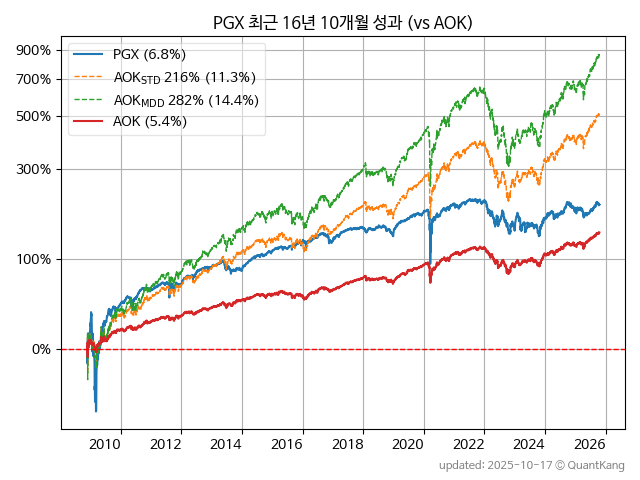 PGX 최근 16년 10개월 성과 (vs AOK)
PGX (6.8%)
AOK_STD 216% (11.3%)
AOK_MDD 282% (14.4%)
AOK (5.4%)
900%
700%
500%
300%
100%
0%
2010 2012 2014 2016 2018 2020 2022 2024 2026
updated: 2025-10-17 ⓒ QuantKang